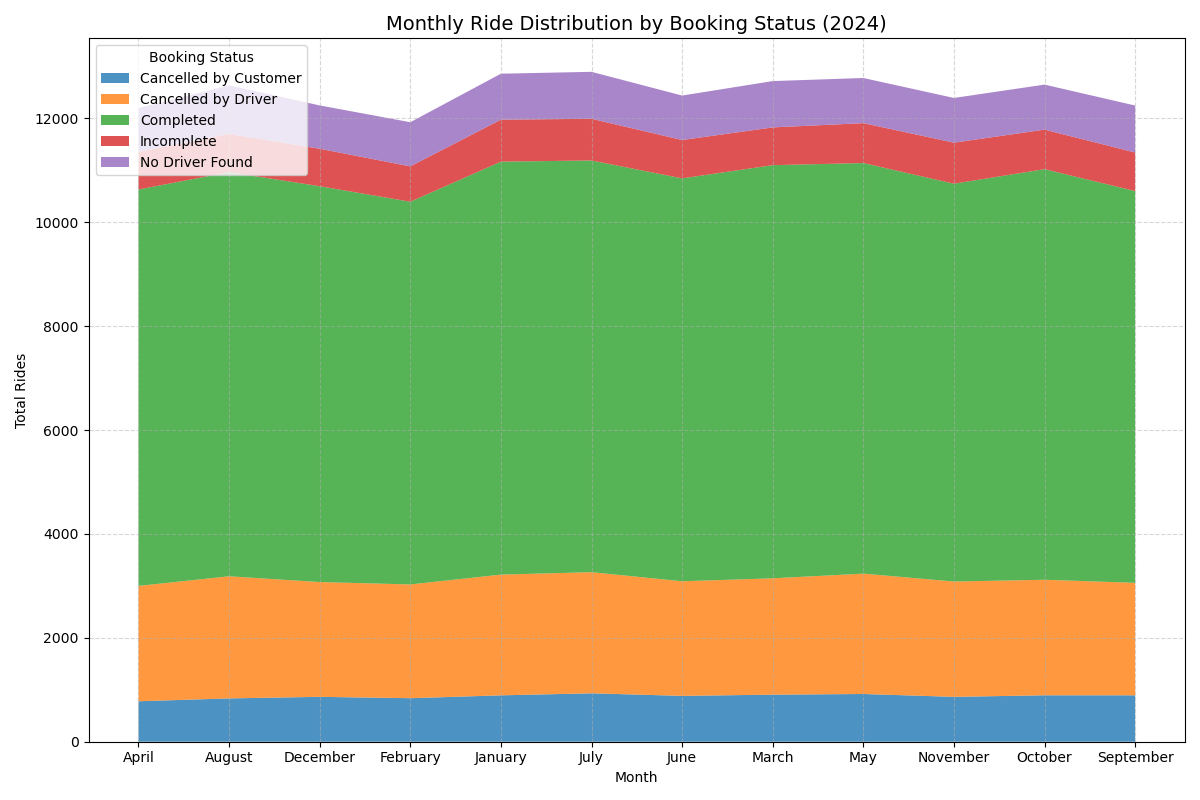 Monthly Ride Distribution by Booking Status (2024)
Booking Status
Cancelled by Customer
Cancelled by Driver
Completed
Incomplete
No Driver Found
12000
10000
8000
6000
4000
2000
0
Total Rides
April August December February January July June March May November October September
Month